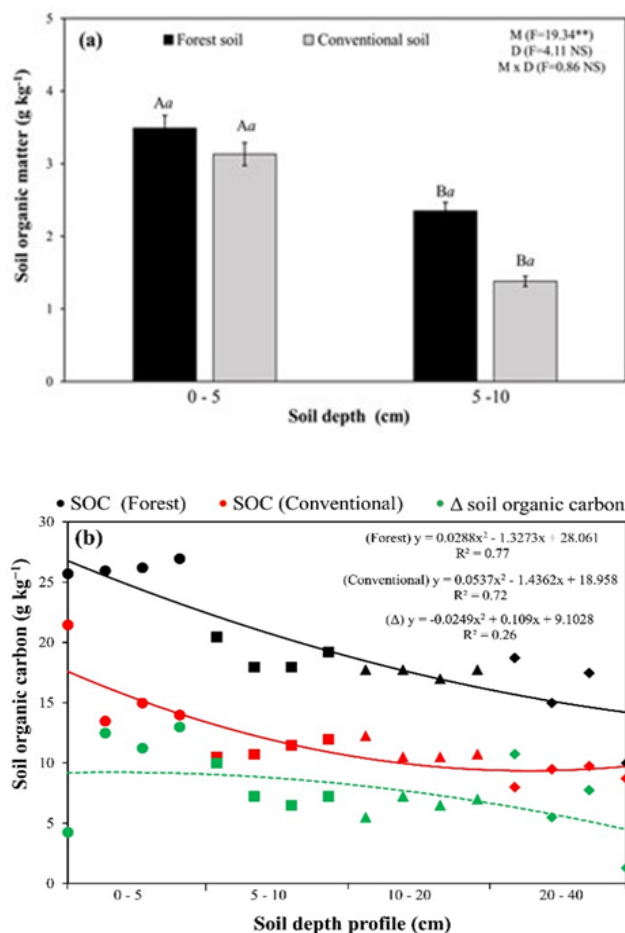 (a)
Forest soil
Conventional soil
M (F=19.34**)
D (F=4.11 NS)
M x D (F=0.86 NS)
Soil organic matter (g kg⁻¹)
5
4
3
2
1
0
Aa
Aa
Ba
Ba
0 - 5
5 -10
Soil depth (cm)
SOC (Forest)
SOC (Conventional)
Δ soil organic carbon
(b)
(Forest) y = 0.0288x² - 1.3273x + 28.061
R² = 0.77
(Conventional) y = 0.0537x² - 1.4362x + 18.958
R² = 0.72
(Δ) y = -0.0249x² + 0.109x + 9.1028
R² = 0.26
Soil organic carbon (g kg⁻¹)
30
25
20
15
10
5
0
0 - 5
5 - 10
10 - 20
20 - 40
Soil depth profile (cm)